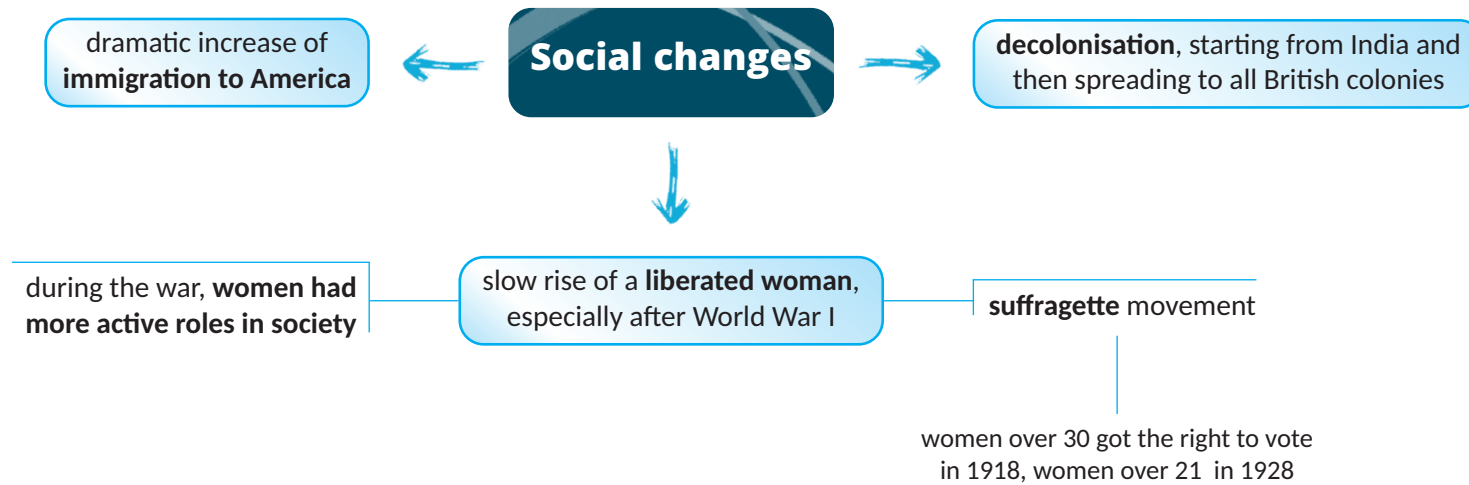 Social changes
dramatic increase of
immigration to America
decolonisation, starting from India and
then spreading to all British colonies
slow rise of a liberated woman,
especially after World War I
during the war, women had
more active roles in society
suffragette movement
women over 30 got the right to vote
in 1918, women over 21 in 1928